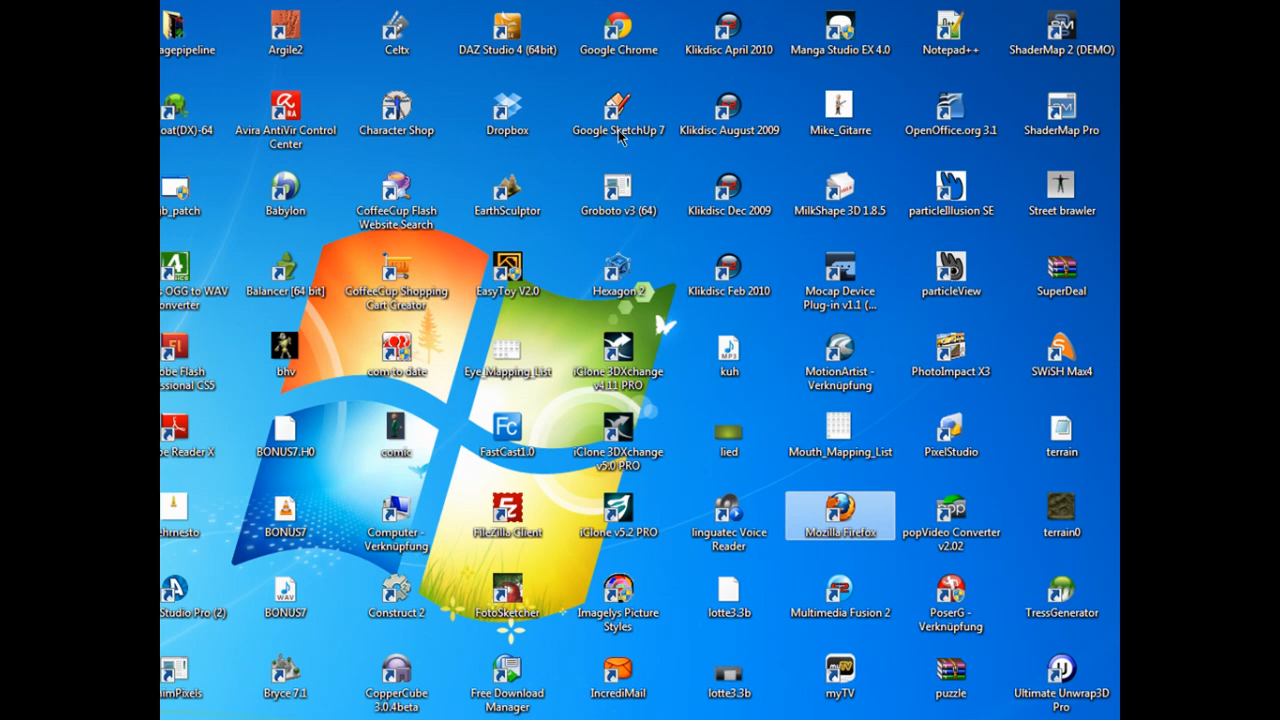 agepipeline Argile2 Celtx DAZ Studio 4 (64bit) Google Chrome Klikdisc April 2010 Manga Studio EX 4.0 Notepad++ ShaderMap 2 (DEMO)
oat(DX)-64 Avira AntiVir Control Character Shop Dropbox Google SketchUp 7 Klikdisc August 2009 Mike_Gitarre OpenOffice.org 3.1 ShaderMap Pro
Center
ib_patch Babylon CoffeeCup Flash EarthSculptor Groboto v3 (64) Klikdisc Dec 2009 MilkShape 3D 1.8.5 particleIllusion SE Street brawler
Website Search
OGG to WAV Balancer [64 bit] CoffeeCup Shopping EasyToy V2.0 Hexagon 2 Klikdisc Feb 2010 Mocap Device particleView SuperDeal
onverter Cart Creator Plug-in v1.1 (...
obe Flash bhv com to date Eye_Mapping_List iClone 3DXchange kuh MotionArtist - PhotoImpact X3 SWiSH Max4
ssional CS5 v4.11 PRO Verknüpfung
be Reader X BONUS7.H0 comic FastCast1.0 iClone 3DXchange lied Mouth_Mapping_List PixelStudio terrain
v5.0 PRO
ehrnesto BONUS7 Computer - FileZilla Client iClone v5.2 PRO linguatec Voice Mozilla Firefox popVideo Converter terrain0
Verknüpfung Reader v2.02
Studio Pro (2) BONUS7 Construct 2 FotoSketcher Imagelys Picture lotte3.3b Multimedia Fusion 2 PoserG - TressGenerator
Styles Verknüpfung
nimPixels Bryce 7.1 CopperCube Free Download IncrediMail lotte3.3b myTV puzzle Ultimate Unwrap3D
3.0.4beta Manager Pro